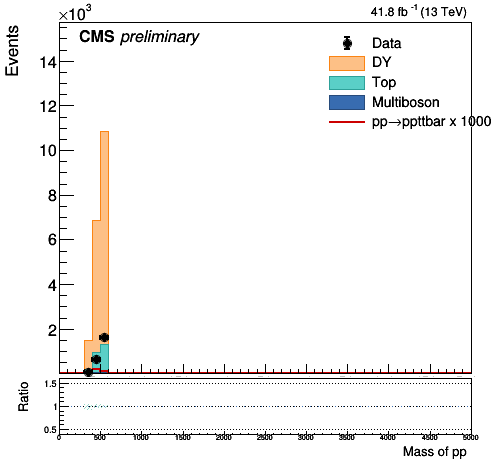 ×10³
41.8 fb⁻¹ (13 TeV)
CMS preliminary
Events
Data
DY
Top
Multiboson
pp→ppttbar x 1000
14
12
10
8
6
4
2
Ratio
1.5
1
0.5
0 500 1000 1500 2000 2500 3000 3500 4000 4500 5000
Mass of pp